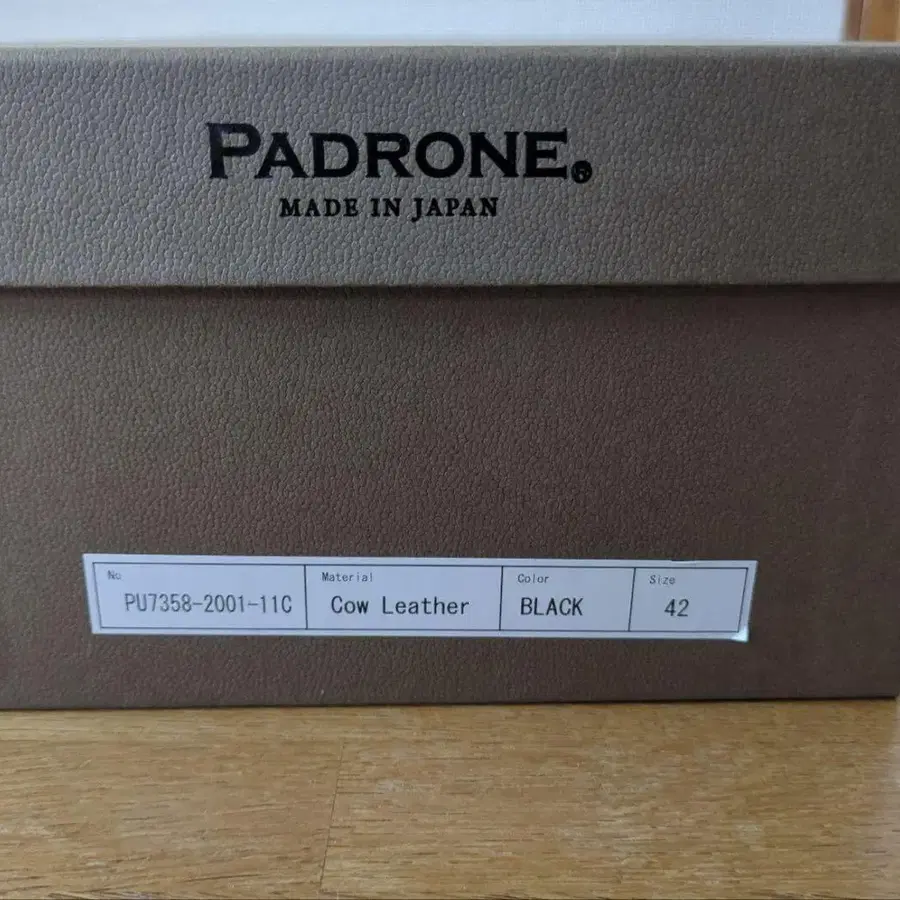 PADRONE®
MADE IN JAPAN
No Material Color Size
PU7358-2001-11C Cow Leather BLACK 42